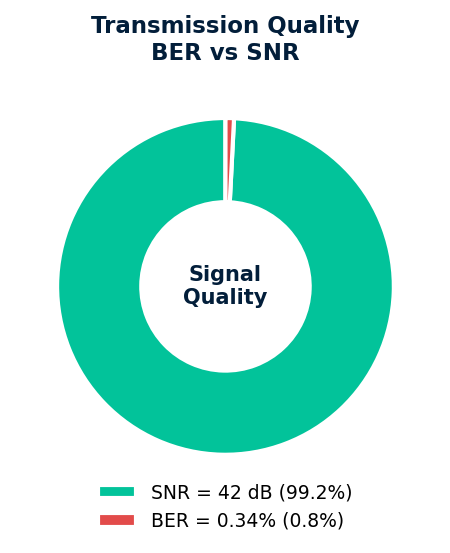 Transmission Quality
BER vs SNR
Signal
Quality
SNR = 42 dB (99.2%)
BER = 0.34% (0.8%)